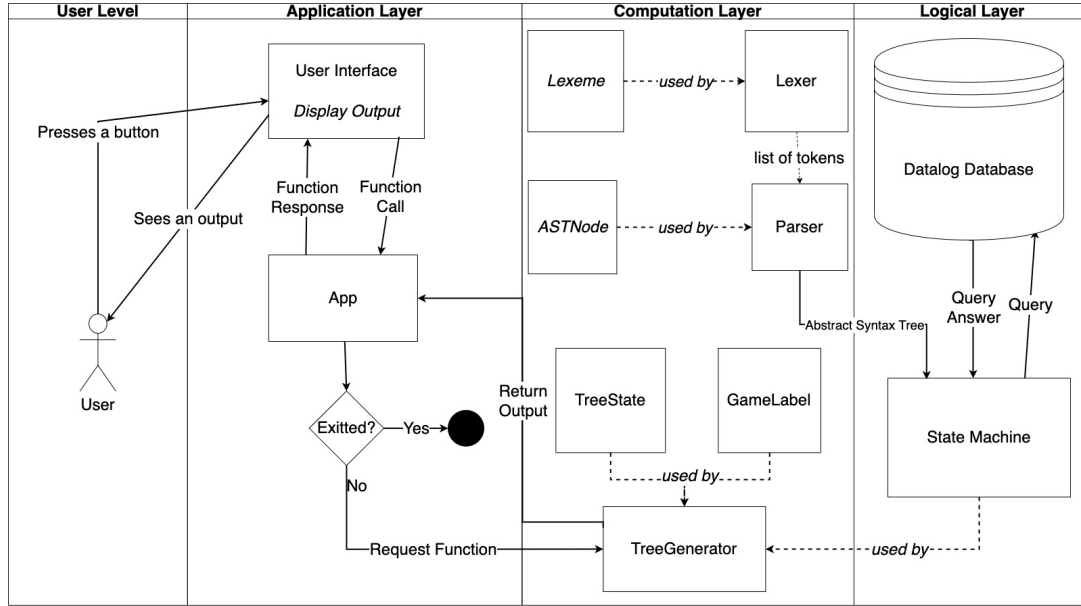 User Level
Application Layer
Computation Layer
Logical Layer
User Interface
Display Output
Lexeme
used by
Lexer
Presses a button
list of tokens
Datalog Database
Function
Response
Function
Call
Sees an output
ASTNode
used by
Parser
App
Query
Answer
Query
Abstract Syntax Tree
User
Return
Output
TreeState
GameLabel
Exitted?
Yes
State Machine
used by
No
Request Function
TreeGenerator
used by